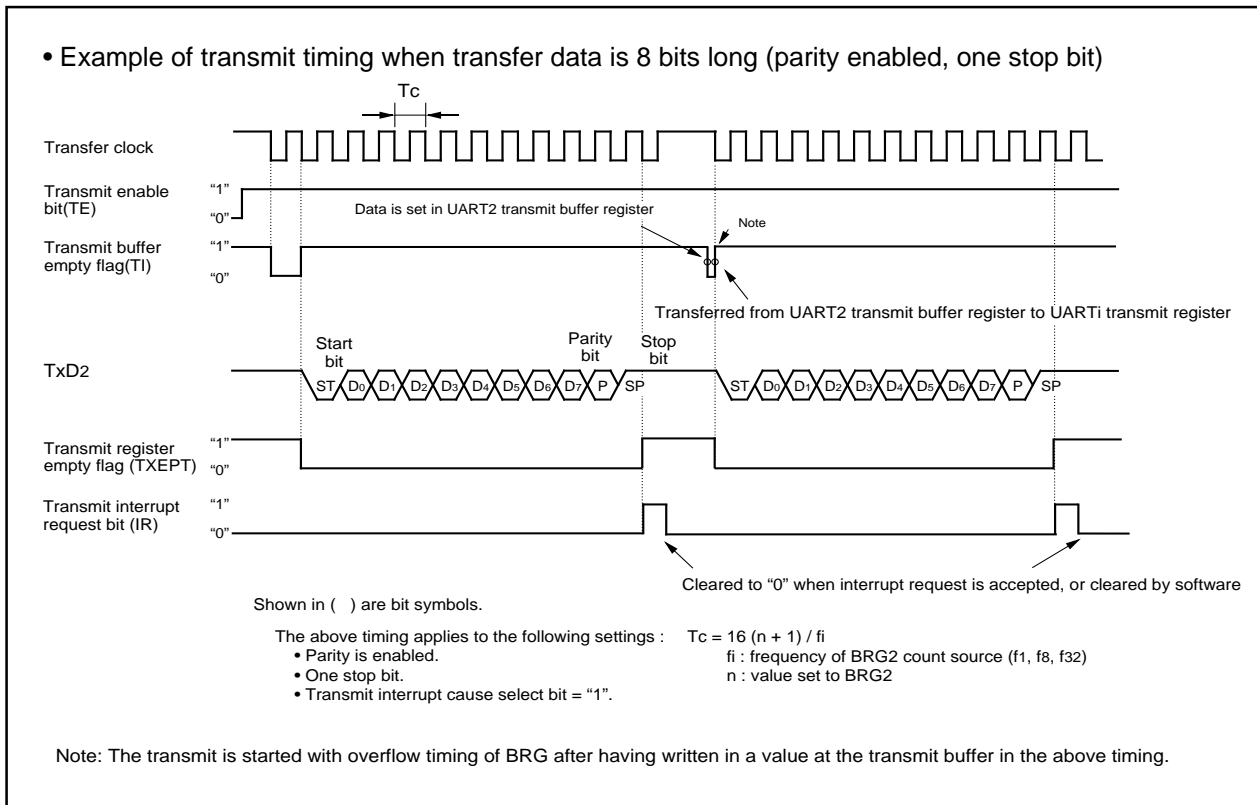 • Example of transmit timing when transfer data is 8 bits long (parity enabled, one stop bit)
Tc
Transfer clock
Transmit enable
bit(TE)
“1”
“0”
Data is set in UART2 transmit buffer register
Note
Transmit buffer
empty flag(TI)
“1”
“0”
Transferred from UART2 transmit buffer register to UARTi transmit register
Start
bit
Parity
bit
Stop
bit
TxD2
ST D0 D1 D2 D3 D4 D5 D6 D7 P SP
ST D0 D1 D2 D3 D4 D5 D6 D7 P SP
Transmit register
empty flag (TXEPT)
“1”
“0”
Transmit interrupt
request bit (IR)
“1”
“0”
Cleared to “0” when interrupt request is accepted, or cleared by software
Shown in ( ) are bit symbols.
The above timing applies to the following settings :
• Parity is enabled.
• One stop bit.
• Transmit interrupt cause select bit = “1”.
Tc = 16 (n + 1) / fi
fi : frequency of BRG2 count source (f1, f8, f32)
n : value set to BRG2
Note: The transmit is started with overflow timing of BRG after having written in a value at the transmit buffer in the above timing.